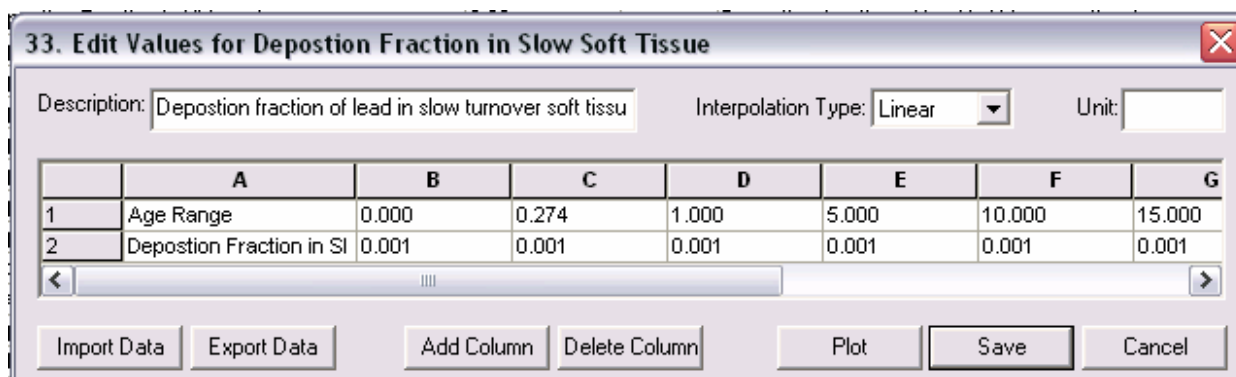 33. Edit Values for Depostion Fraction in Slow Soft Tissue
Description: Depostion fraction of lead in slow turnover soft tissu Interpolation Type: Linear Unit:
A B C D E F G
1 Age Range 0.000 0.274 1.000 5.000 10.000 15.000
2 Depostion Fraction in Sl 0.001 0.001 0.001 0.001 0.001 0.001
Import Data Export Data Add Column Delete Column Plot Save Cancel